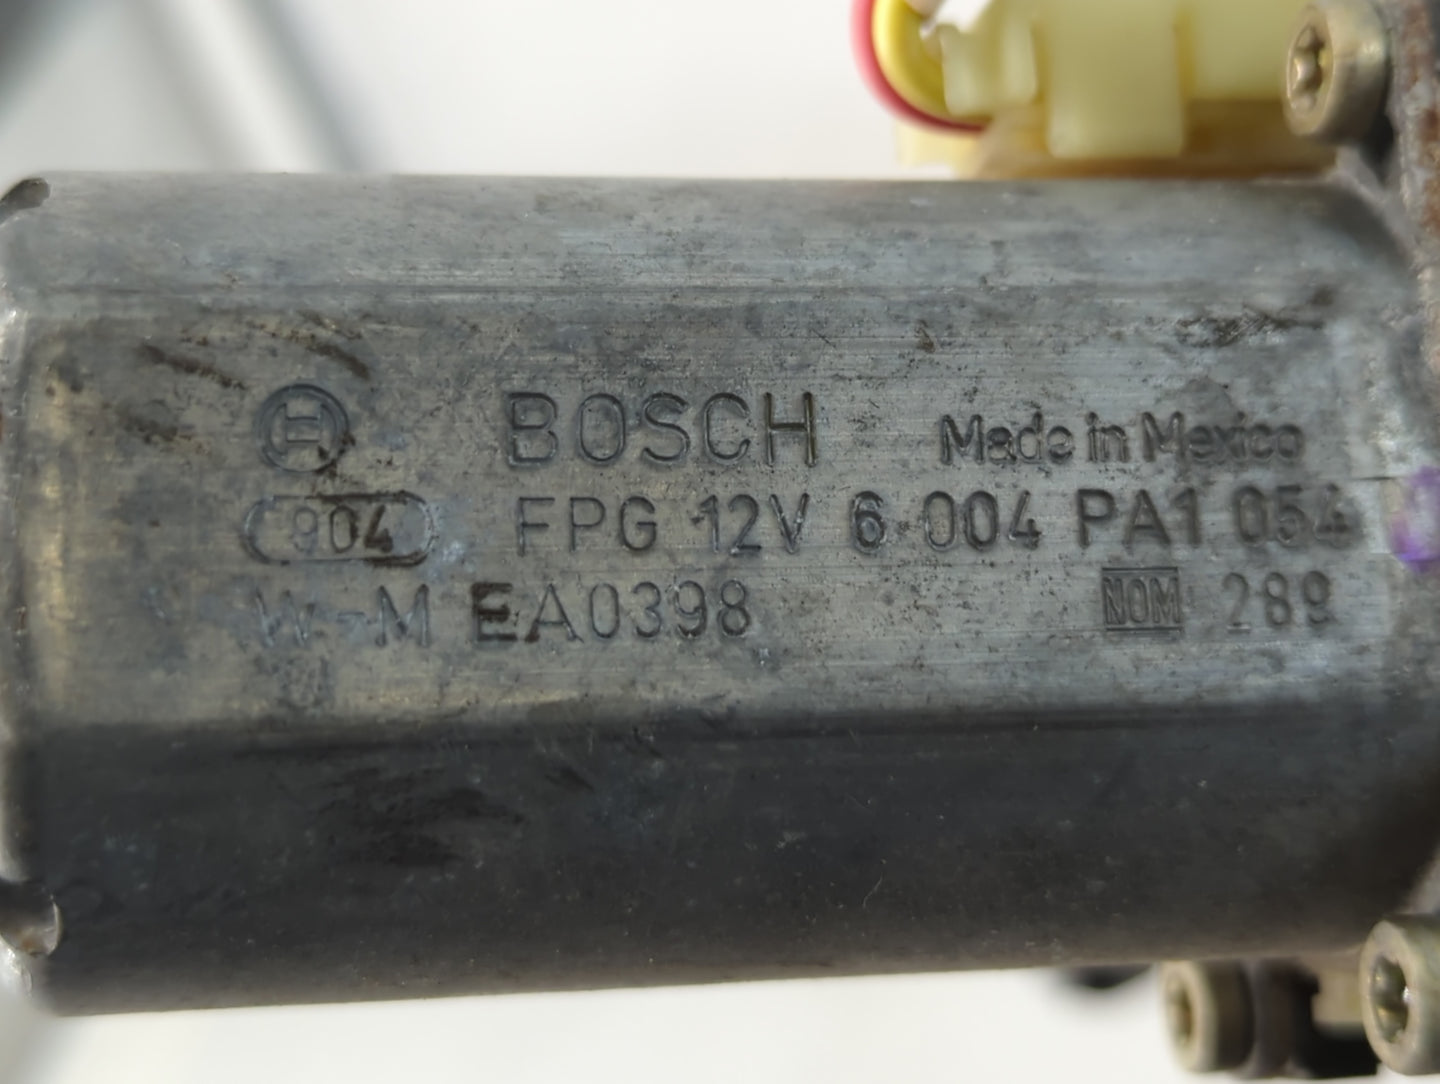 BOSCH Made in Mexico
904 FPG 12V 6 004 PA1 054
W-M EA0398 NOM 289